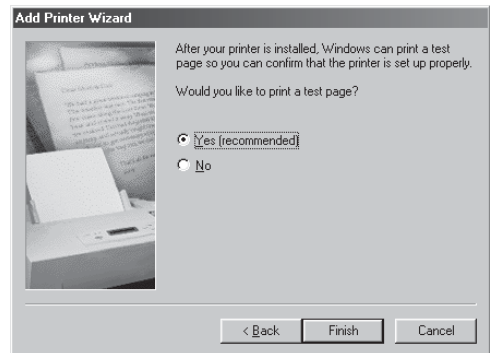 Add Printer Wizard
After your printer is installed, Windows can print a test
page so you can confirm that the printer is set up properly.
Would you like to print a test page?
Yes (recommended)
No
< Back
Finish
Cancel